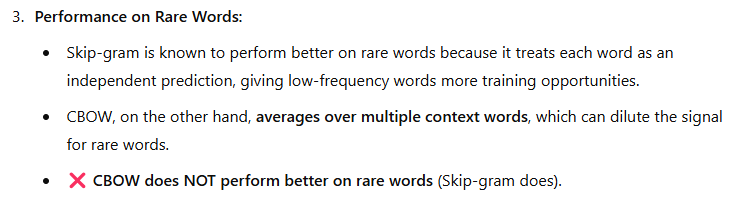 3. Performance on Rare Words:
• Skip-gram is known to perform better on rare words because it treats each word as an
independent prediction, giving low-frequency words more training opportunities.
• CBOW, on the other hand, averages over multiple context words, which can dilute the signal
for rare words.
• ❌ CBOW does NOT perform better on rare words (Skip-gram does).